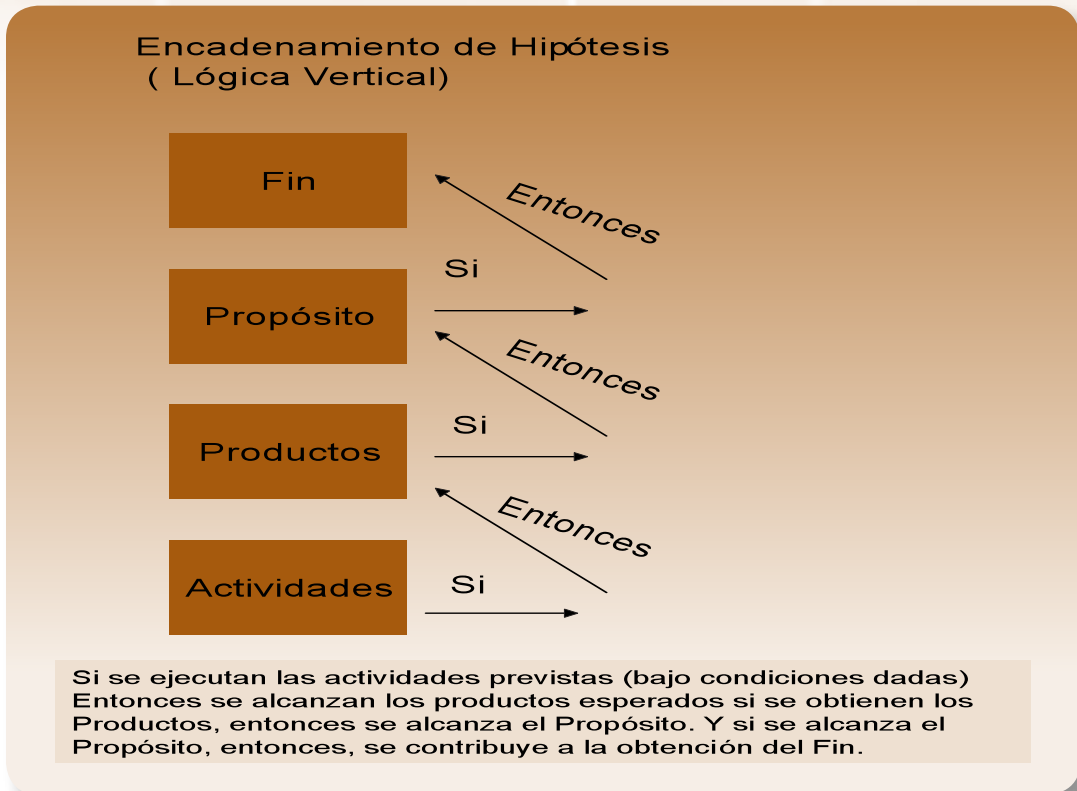 Encadenamiento de Hipótesis
( Lógica Vertical)
Fin
Entonces
Si
Propósito
Entonces
Si
Productos
Entonces
Si
Actividades
Si se ejecutan las actividades previstas (bajo condiciones dadas)
Entonces se alcanzan los productos esperados si se obtienen los
Productos, entonces se alcanza el Propósito. Y si se alcanza el
Propósito, entonces, se contribuye a la obtención del Fin.